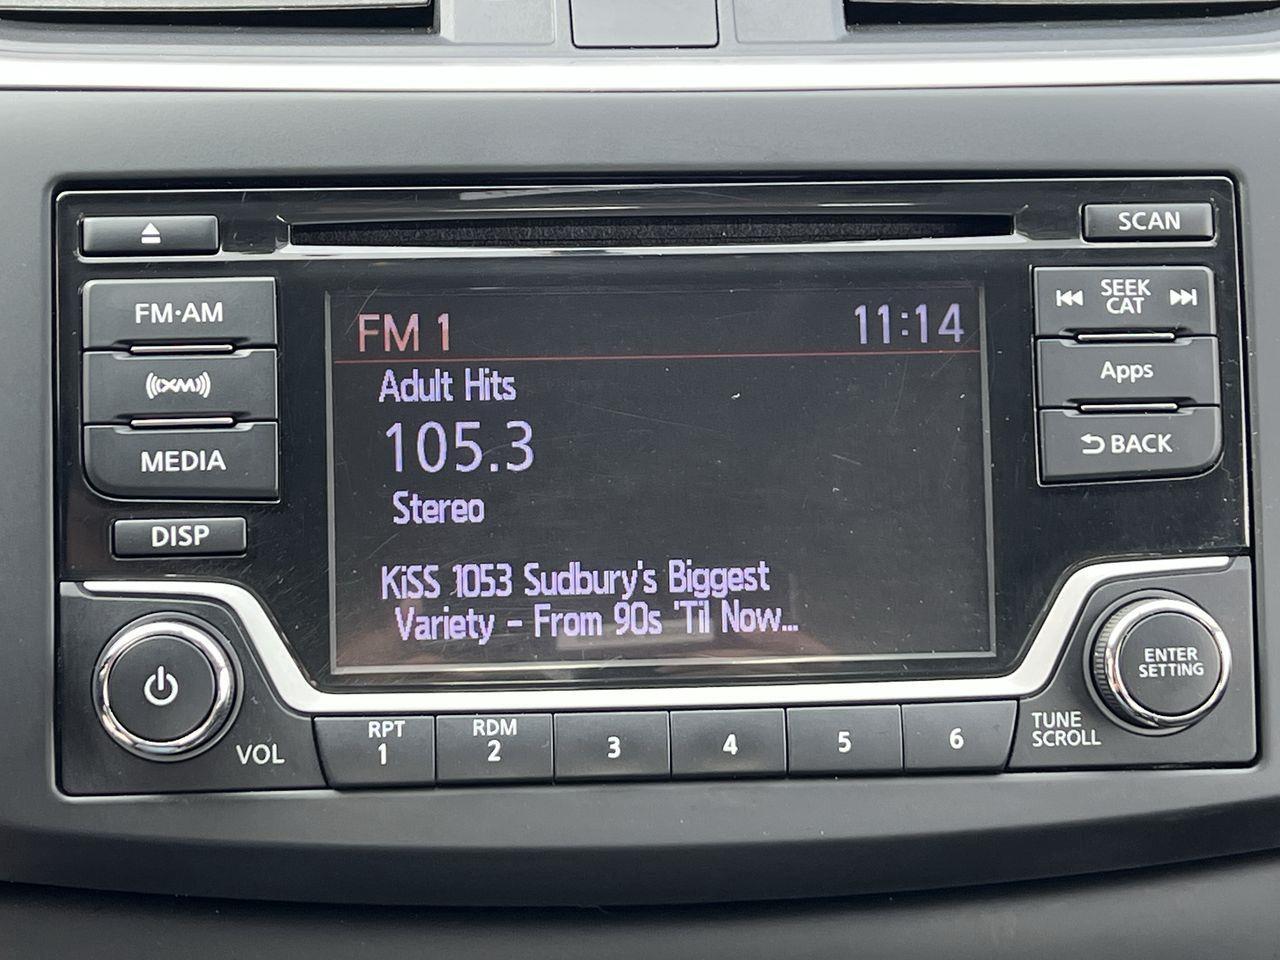 SCAN
FM·AM
SEEK
CAT
FM 1
11:14
Adult Hits
((XM))
Apps
105.3
BACK
MEDIA
Stereo
DISP
KiSS 1053 Sudbury's Biggest
Variety - From 90s 'Til Now...
ENTER
SETTING
VOL
RPT
1
RDM
2
3
4
5
6
TUNE
SCROLL